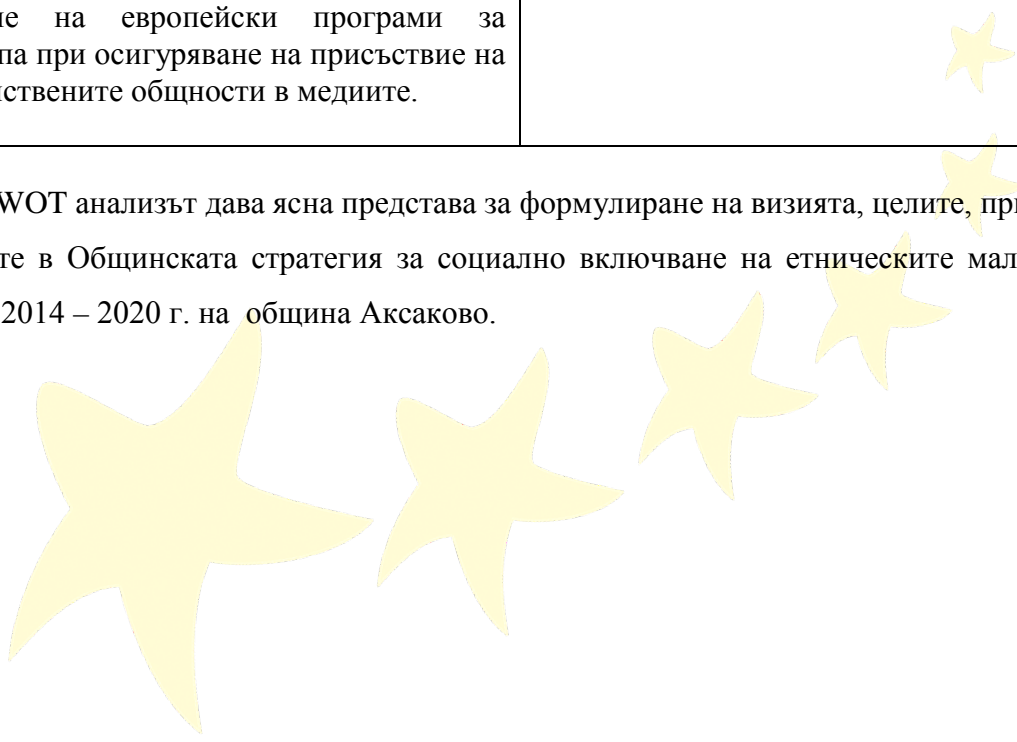 не на европейски програми за
па при осигуряване на присъствие на
ствените общности в медиите.
WOT анализът дава ясна представа за формулиране на визията, целите, при
те в Общинската стратегия за социално включване на етническите мал
2014 – 2020 г. на община Аксаково.